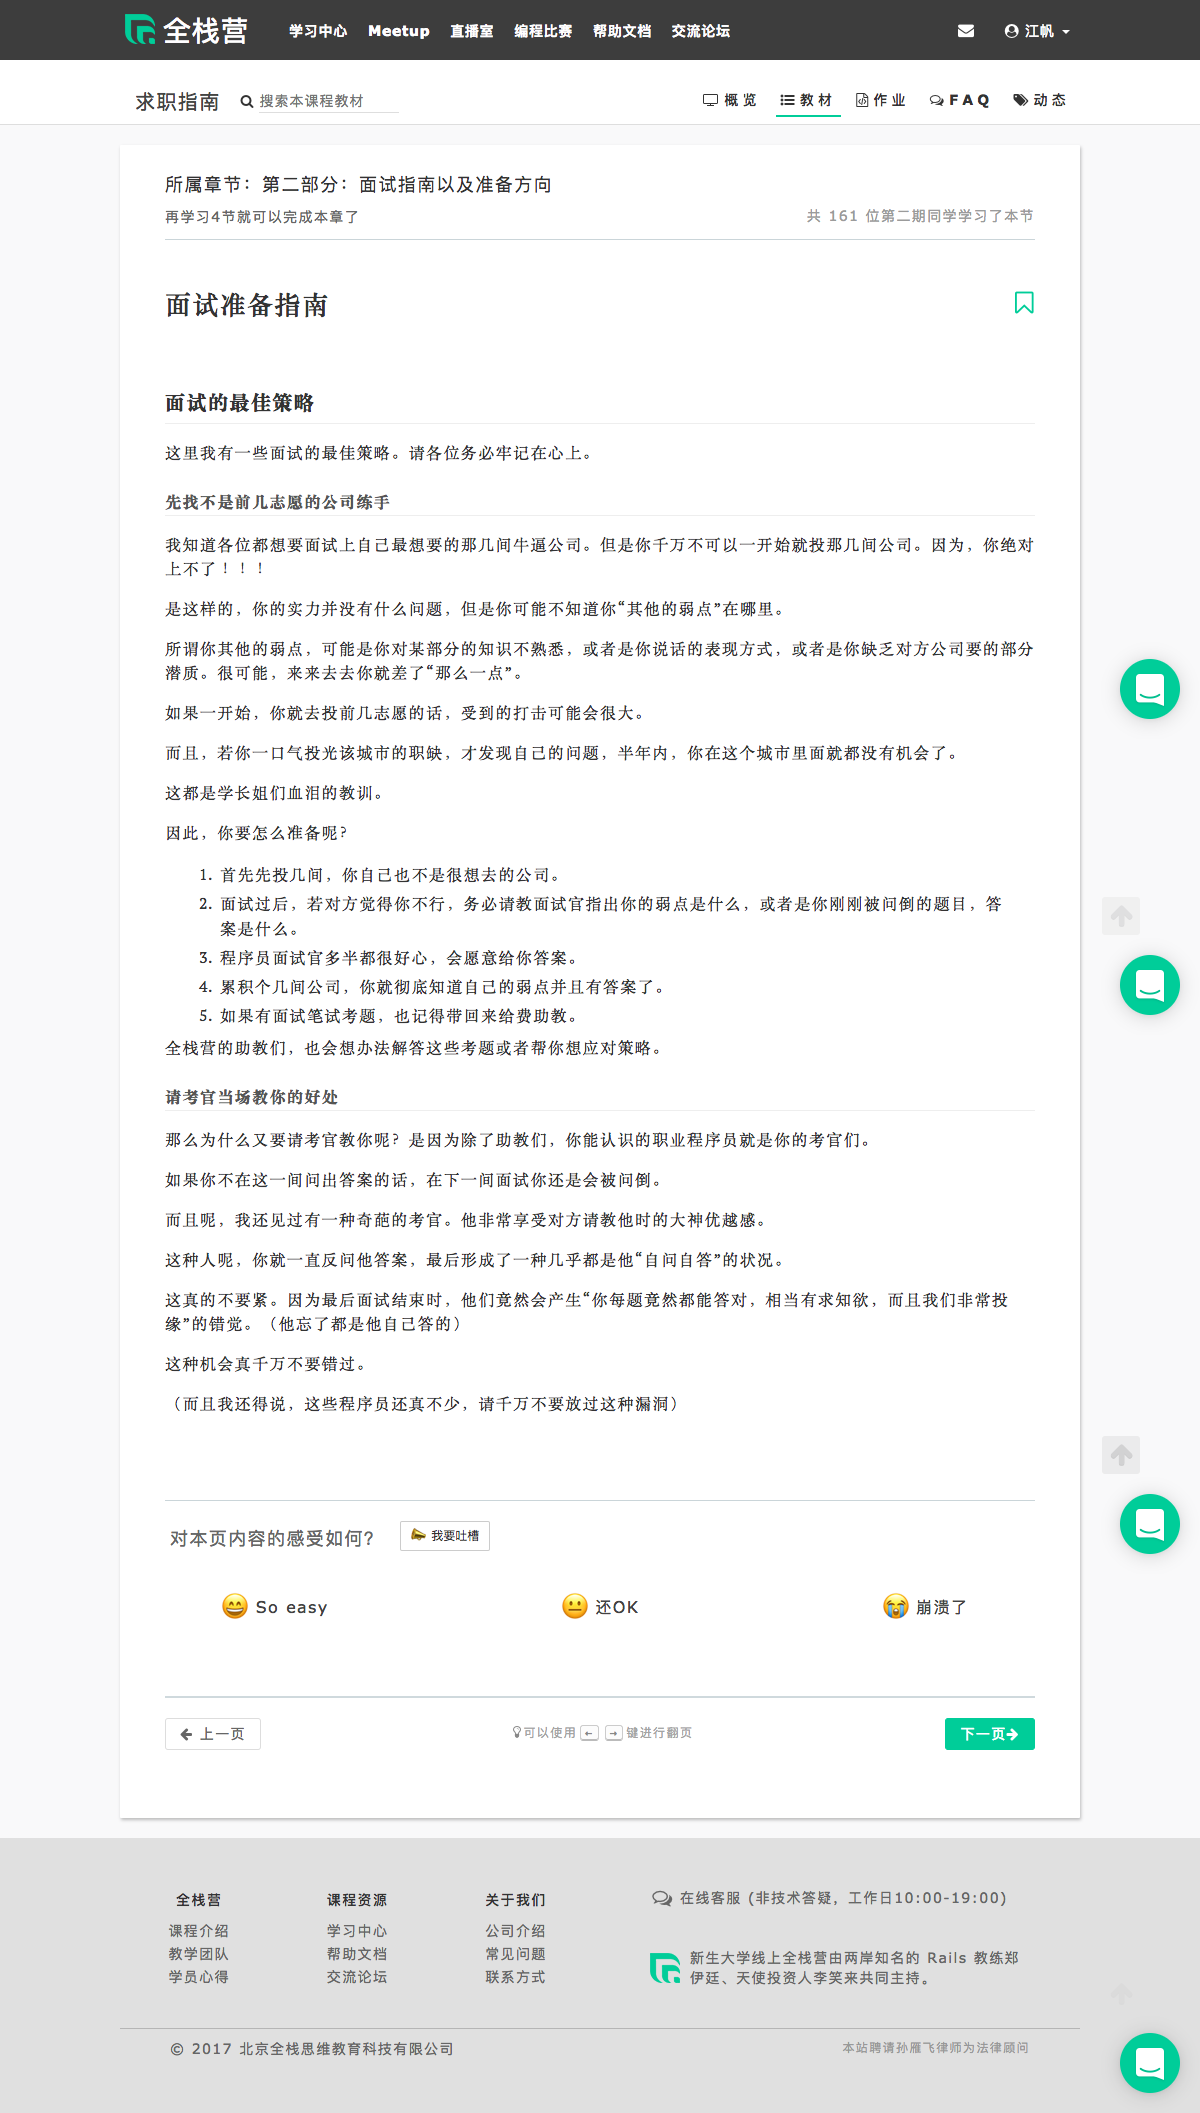 全栈营 学习中心 Meetup 直播室 编程比赛 帮助文档 交流论坛 江帆
求职指南 搜索本课程教材 概览 教材 作业 FAQ 动态
所属章节：第二部分：面试指南以及准备方向
再学习4节就可以完成本章了 共 161 位第二期同学学习了本节
面试准备指南
面试的最佳策略
这里我有一些面试的最佳策略。请各位务必牢记在心上。
先找不是前几志愿的公司练手
我知道各位都想要面试上自己最想要的那几间牛逼公司。但是你千万不可以一开始就投那几间公司。因为，你绝对
上不了！！！
是这样的，你的实力并没有什么问题，但是你可能不知道你“其他的弱点”在哪里。
所谓你其他的弱点，可能是你对某部分的知识不熟悉，或者是你说话的表现方式，或者是你缺乏对方公司要的部分
潜质。很可能，来来去去你就差了“那么一点”。
如果一开始，你就去投前几志愿的话，受到的打击可能会很大。
而且，若你一口气投光该城市的职缺，才发现自己的问题，半年内，你在这个城市里面就都没有机会了。
这都是学长姐们血泪的教训。
因此，你要怎么准备呢？
1. 首先先投几间，你自己也不是很想去的公司。
2. 面试过后，若对方觉得你不行，务必请教面试官指出你的弱点是什么，或者是你刚刚被问倒的题目，答
案是什么。
3. 程序员面试官多半都很好心，会愿意给你答案。
4. 累积个几间公司，你就彻底知道自己的弱点并且有答案了。
5. 如果有面试笔试考题，也记得带回来给费助教。
全栈营的助教们，也会想办法解答这些考题或者帮你想应对策略。
请考官当场教你的好处
那么为什么又要请考官教你呢？是因为除了助教们，你能认识的职业程序员就是你的考官们。
如果你不在这一间问出答案的话，在下一间面试你还是会被问倒。
而且呢，我还见过有一种奇葩的考官。他非常享受对方请教他时的大神优越感。
这种人呢，你就一直反问他答案，最后形成了一种几乎都是他“自问自答”的状况。
这真的不要紧。因为最后面试结束时，他们竟然会产生“你每题竟然都能答对，相当有求知欲，而且我们非常投
缘”的错觉。（他忘了都是他自己答的）
这种机会真千万不要错过。
（而且我还得说，这些程序员还真不少，请千万不要放过这种漏洞）
对本页内容的感受如何？ 我要吐槽
So easy 还OK 崩溃了
上一页 可以使用 ← → 键进行翻页 下一页
全栈营 课程资源 关于我们 在线客服 (非技术答疑，工作日10:00-19:00)
课程介绍 学习中心 公司介绍
教学团队 帮助文档 常见问题
学员心得 交流论坛 联系方式
新生大学线上全栈营由两岸知名的 Rails 教练郑
伊廷、天使投资人李笑来共同主持。
© 2017 北京全栈思维教育科技有限公司 本站聘请孙雁飞律师为法律顾问